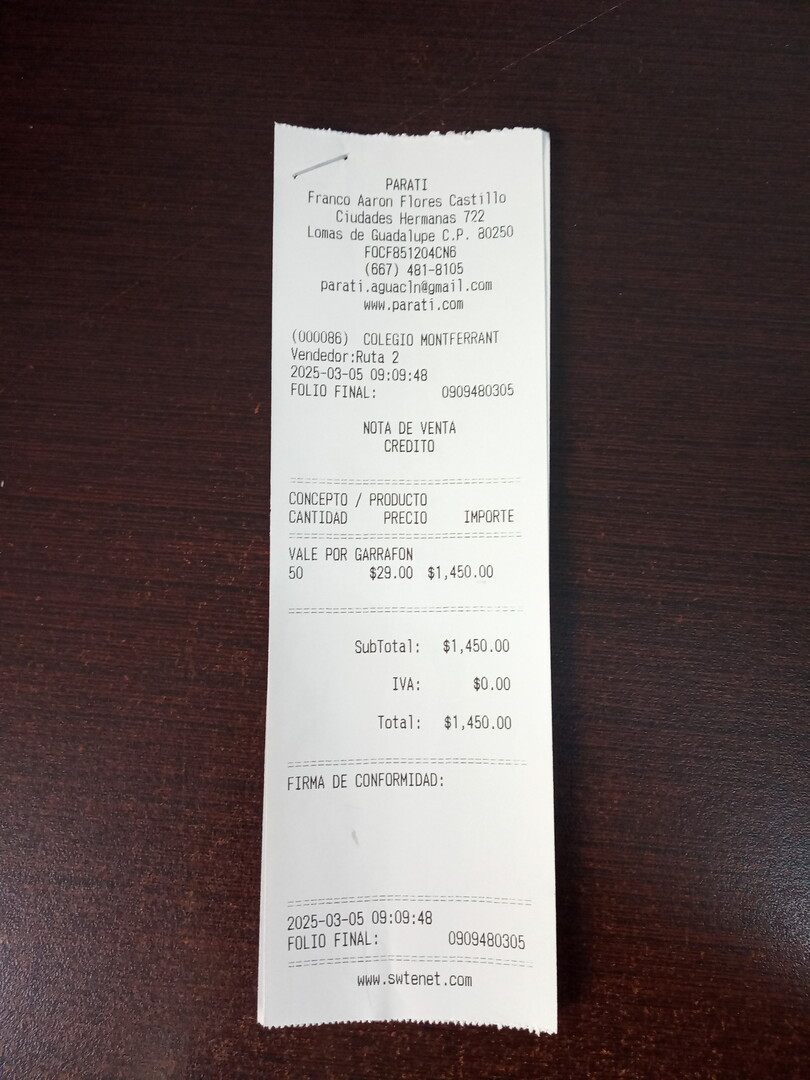 PARATI
Franco Aaron Flores Castillo
Ciudades Hermanas 722
Lomas de Guadalupe C.P. 80250
FOCF851204CN6
(667) 481-8105
parati.aguacln@gmail.com
www.parati.com
(000086) COLEGIO MONTFERRANT
Vendedor:Ruta 2
2025-03-05 09:09:48
FOLIO FINAL: 0909480305
NOTA DE VENTA
CREDITO
================================
CONCEPTO / PRODUCTO
CANTIDAD PRECIO IMPORTE
================================
VALE POR GARRAFON
50 $29.00 $1,450.00
================================
SubTotal: $1,450.00
IVA: $0.00
Total: $1,450.00
================================
FIRMA DE CONFORMIDAD:
================================
2025-03-05 09:09:48
FOLIO FINAL: 0909480305
================================
www.swtenet.com